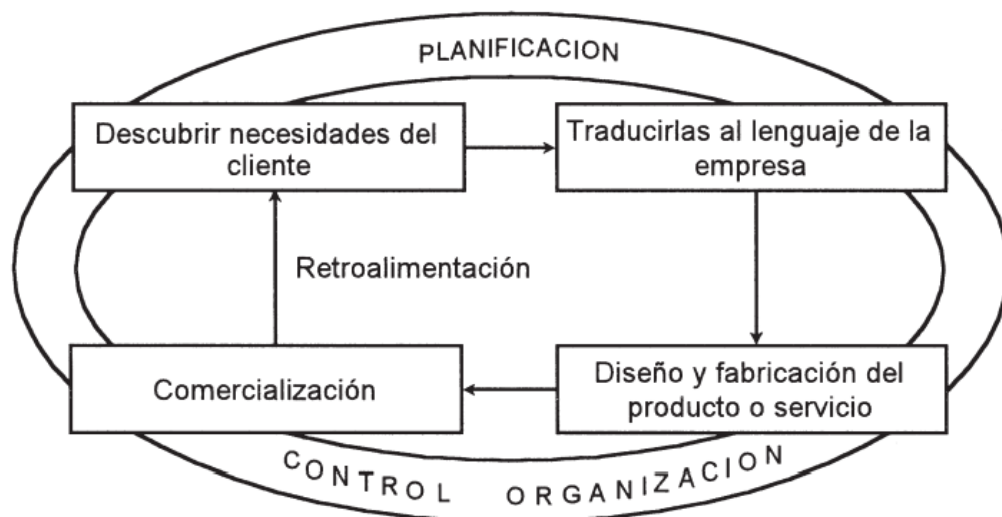 PLANIFICACION
Descubrir necesidades del
cliente
Traducirlas al lenguaje de la
empresa
Retroalimentación
Comercialización
Diseño y fabricación del
producto o servicio
CONTROL ORGANIZACION